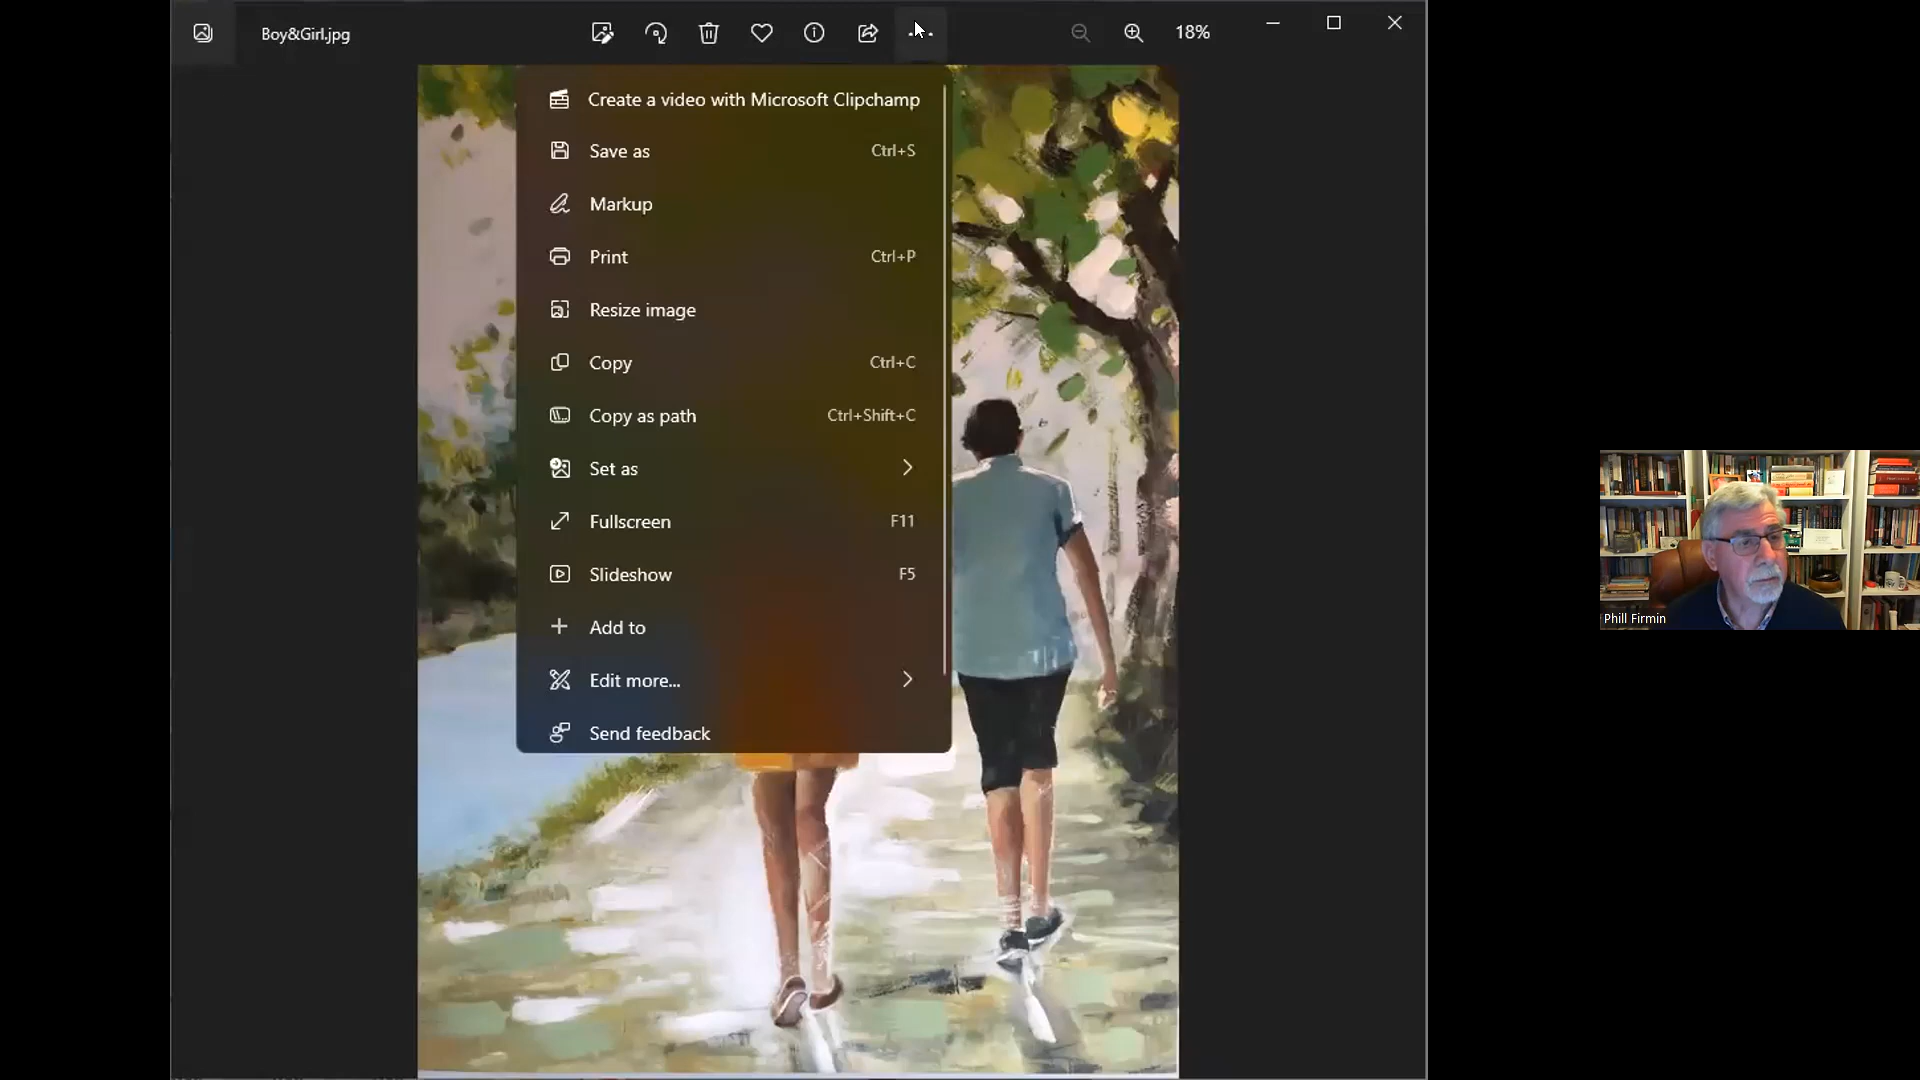 Boy&Girl.jpg
18%
Create a video with Microsoft Clipchamp
Save as Ctrl+S
Markup
Print Ctrl+P
Resize image
Copy Ctrl+C
Copy as path Ctrl+Shift+C
Set as
Fullscreen F11
Slideshow F5
Add to
Edit more...
Send feedback
Phill Firmin